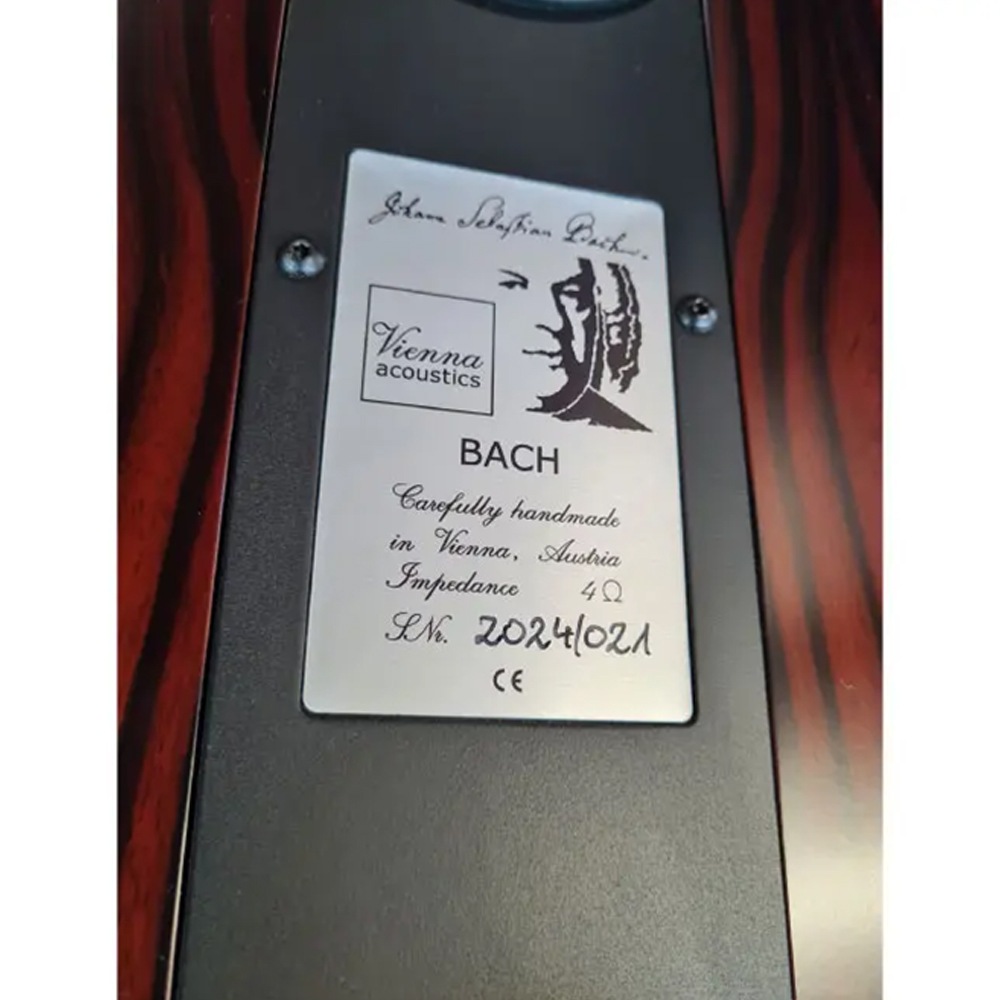 Johann Sebastian Bach
Vienna
acoustics
BACH
Carefully handmade
in Vienna, Austria
Impedance 4Ω
S.Nr. 2024/021
CE